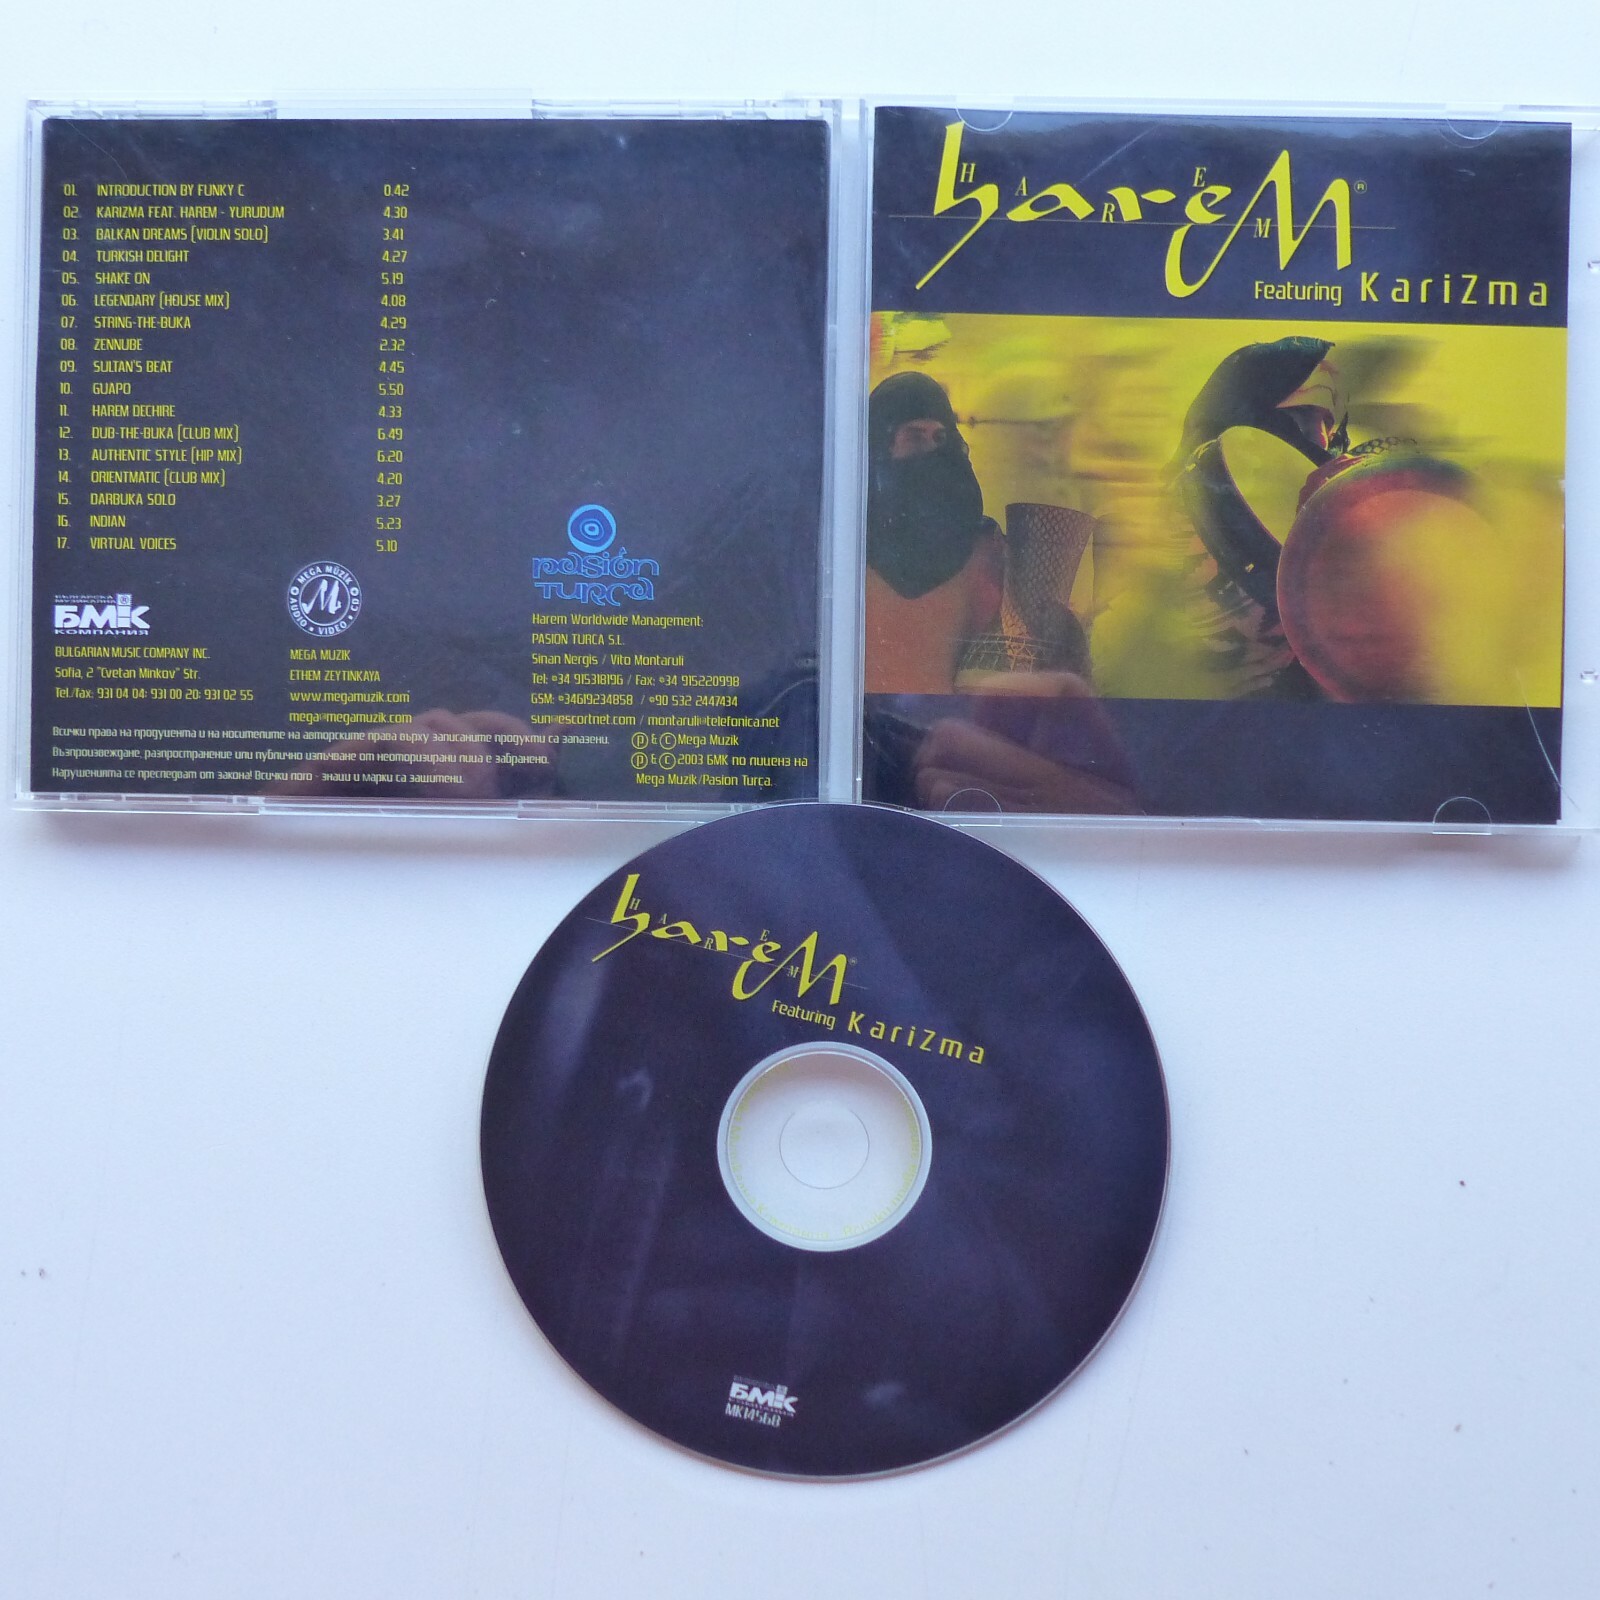 01. INTRODUCTION BY FUNKY C 0.42
02. KARIZMA FEAT. HAREM - YURUDUM 4.30
03. BALKAN DREAMS (VIOLIN SOLO) 3.41
04. TURKISH DELIGHT 4.27
05. SHAKE ON 5.19
06. LEGENDARY (HOUSE MIX) 4.08
07. STRING-THE-BUKA 4.29
08. ZENNUBE 2.32
09. SULTAN'S BEAT 4.45
10. GUAPO 5.50
11. HAREM DECHIRE 4.33
12. DUB-THE-BUKA (CLUB MIX) 6.49
13. AUTHENTIC STYLE (HIP MIX) 6.20
14. ORIENTMATIC (CLUB MIX) 4.20
15. DARBUKA SOLO 3.27
16. INDIAN 5.23
17. VIRTUAL VOICES 5.10
БЪЛГАРСКА
МУЗИКАЛНА
БМК
КОМПАНИЯ
BULGARIAN MUSIC COMPANY INC.
Sofia, 2 "Cvetan Minkov" Str.
Tel./fax: 931 04 04; 931 00 20; 931 02 55
MEGA MÜZİK
M
AUDIO • VIDEO • CD
MEGA MUZIK
ETHEM ZEYTINKAYA
www.megamuzik.com
mega@megamuzik.com
pasión
TURCA
Harem Worldwide Management:
PASION TURCA S.L.
Sinan Nergis / Vito Montaruli
Tel: +34 915318196 / Fax: +34 915220998
GSM: +34619234858 / +90 532 2447434
sun@escortnet.com / montaruli@telefonica.net
Всички права на продуцента и на носителите на авторските права върху записаните продукти са запазени.
Възпроизвеждане, разпространение или публично излъчване от неоторизирани лица е забранено.
Нарушенията се преследват от закона! Всички лого - знаци и марки са защитени.
Ⓟ & Ⓒ Mega Muzik
Ⓟ & Ⓒ 2003 БМК по лиценз на
Mega Muzik/Pasion Turca.
harem®
HAREM
Featuring KariZma
harem®
HAREM
Featuring KariZma
БМК
МК14568